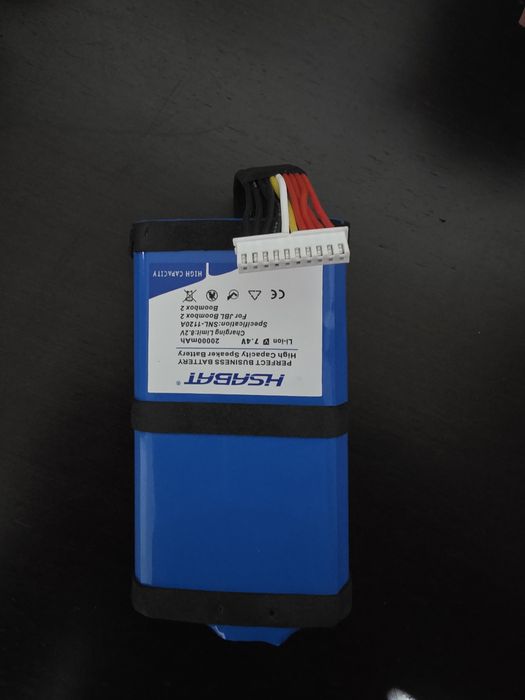 HSABAT®
PERFECT BUSINESS BATTERY
High Capacity Speaker Battery
Li-ion 7.4V 20000mAh
Charging Limit:8.2V
Specification:SNL-1120A
For JBL Boombox 2
Boombox 2
CE
HIGH CAPACITY